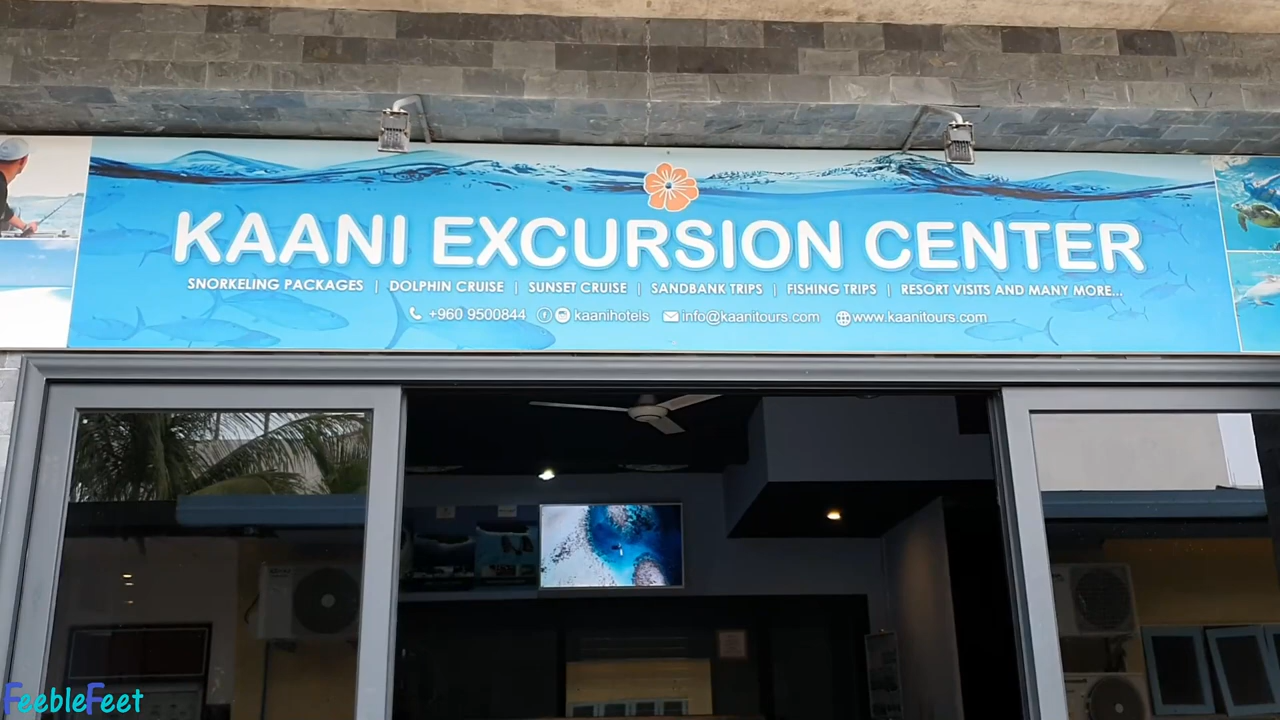 KAANI EXCURSION CENTER
SNORKELING PACKAGES | DOLPHIN CRUISE | SUNSET CRUISE | SANDBANK TRIPS | FISHING TRIPS | RESORT VISITS AND MANY MORE...
+960 9500844 kaanihotels info@kaanitours.com www.kaanitours.com
FeebleFeet